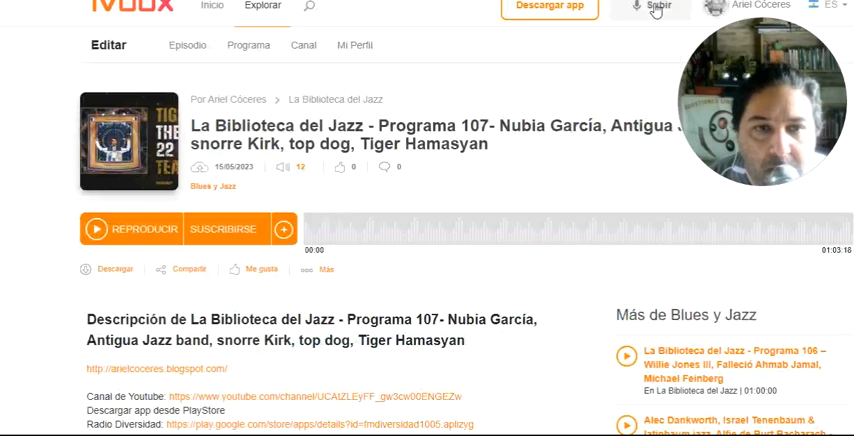 ivoox
Inicio Explorar Descargar app Subir Ariel Cóceres ES
Editar Episodio Programa Canal Mi Perfil
Por Ariel Cóceres > La Biblioteca del Jazz
La Biblioteca del Jazz - Programa 107- Nubia García, Antigua
snorre Kirk, top dog, Tiger Hamasyan
15/05/2023 12 0 0
Blues y Jazz
REPRODUCIR SUSCRIBIRSE
00:00 01:03:18
Descargar Compartir Me gusta Más
Descripción de La Biblioteca del Jazz - Programa 107- Nubia García,
Antigua Jazz band, snorre Kirk, top dog, Tiger Hamasyan
http://arielcoceres.blogspot.com/
Canal de Youtube: https://www.youtube.com/channel/UCAtZLEyFF_gw3cw00ENGEZw
Descargar app desde PlayStore
Radio Diversidad: https://play.google.com/store/apps/details?id=fmdiversidad1005.aplizyg
Más de Blues y Jazz
La Biblioteca del Jazz - Programa 106 –
Willie Jones III, Falleció Ahmab Jamal,
Michael Feinberg
En La Biblioteca del Jazz | 01:00:00
Alec Dankworth, Israel Tenenbaum &